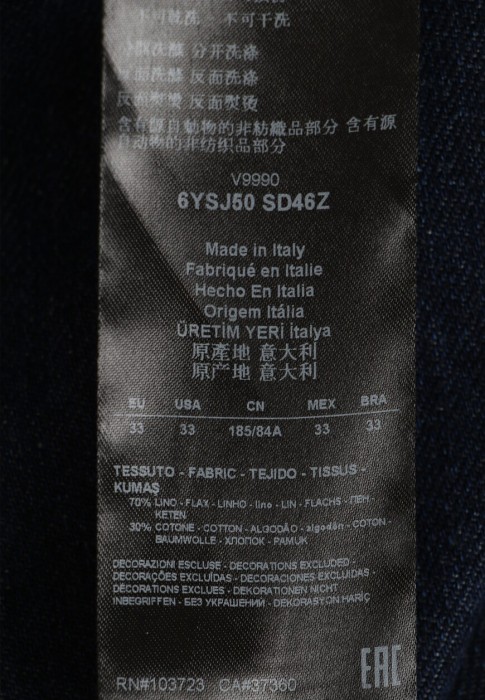 不可干洗
分開洗滌 分开洗涤
反面洗滌 反面洗涤
反面熨燙 反面熨烫
含有源自動物的非紡織品部分 含有源
自动物的非纺织品部分
V9990
6YSJ50 SD46Z
Made in Italy
Fabriqué en Italie
Hecho En Italia
Origem Itália
ÜRETİM YERİ İtalya
原產地 意大利
原产地 意大利
EU USA CN MEX BRA
33 33 185/84A 33 33
TESSUTO - FABRIC - TEJIDO - TISSUS -
KUMAŞ
70% LINO - FLAX - LINHO - lino - LIN - FLACHS - ЛЕН -
KETEN
30% COTONE - COTTON - ALGODÃO - algodón - COTON -
BAUMWOLLE - ХЛОПОК - PAMUK
DECORAZIONI ESCLUSE - DECORATIONS EXCLUDED
DECORAÇÕES EXCLUÍDAS - DECORACIONES EXCLUIDAS -
DÉCORATIONS EXCLUES - DEKORATIONEN NICHT
INBEGRIFFEN - БЕЗ УКРАШЕНИЙ - DEKORASYON HARİÇ
EAC
RN#103723 CA#37360